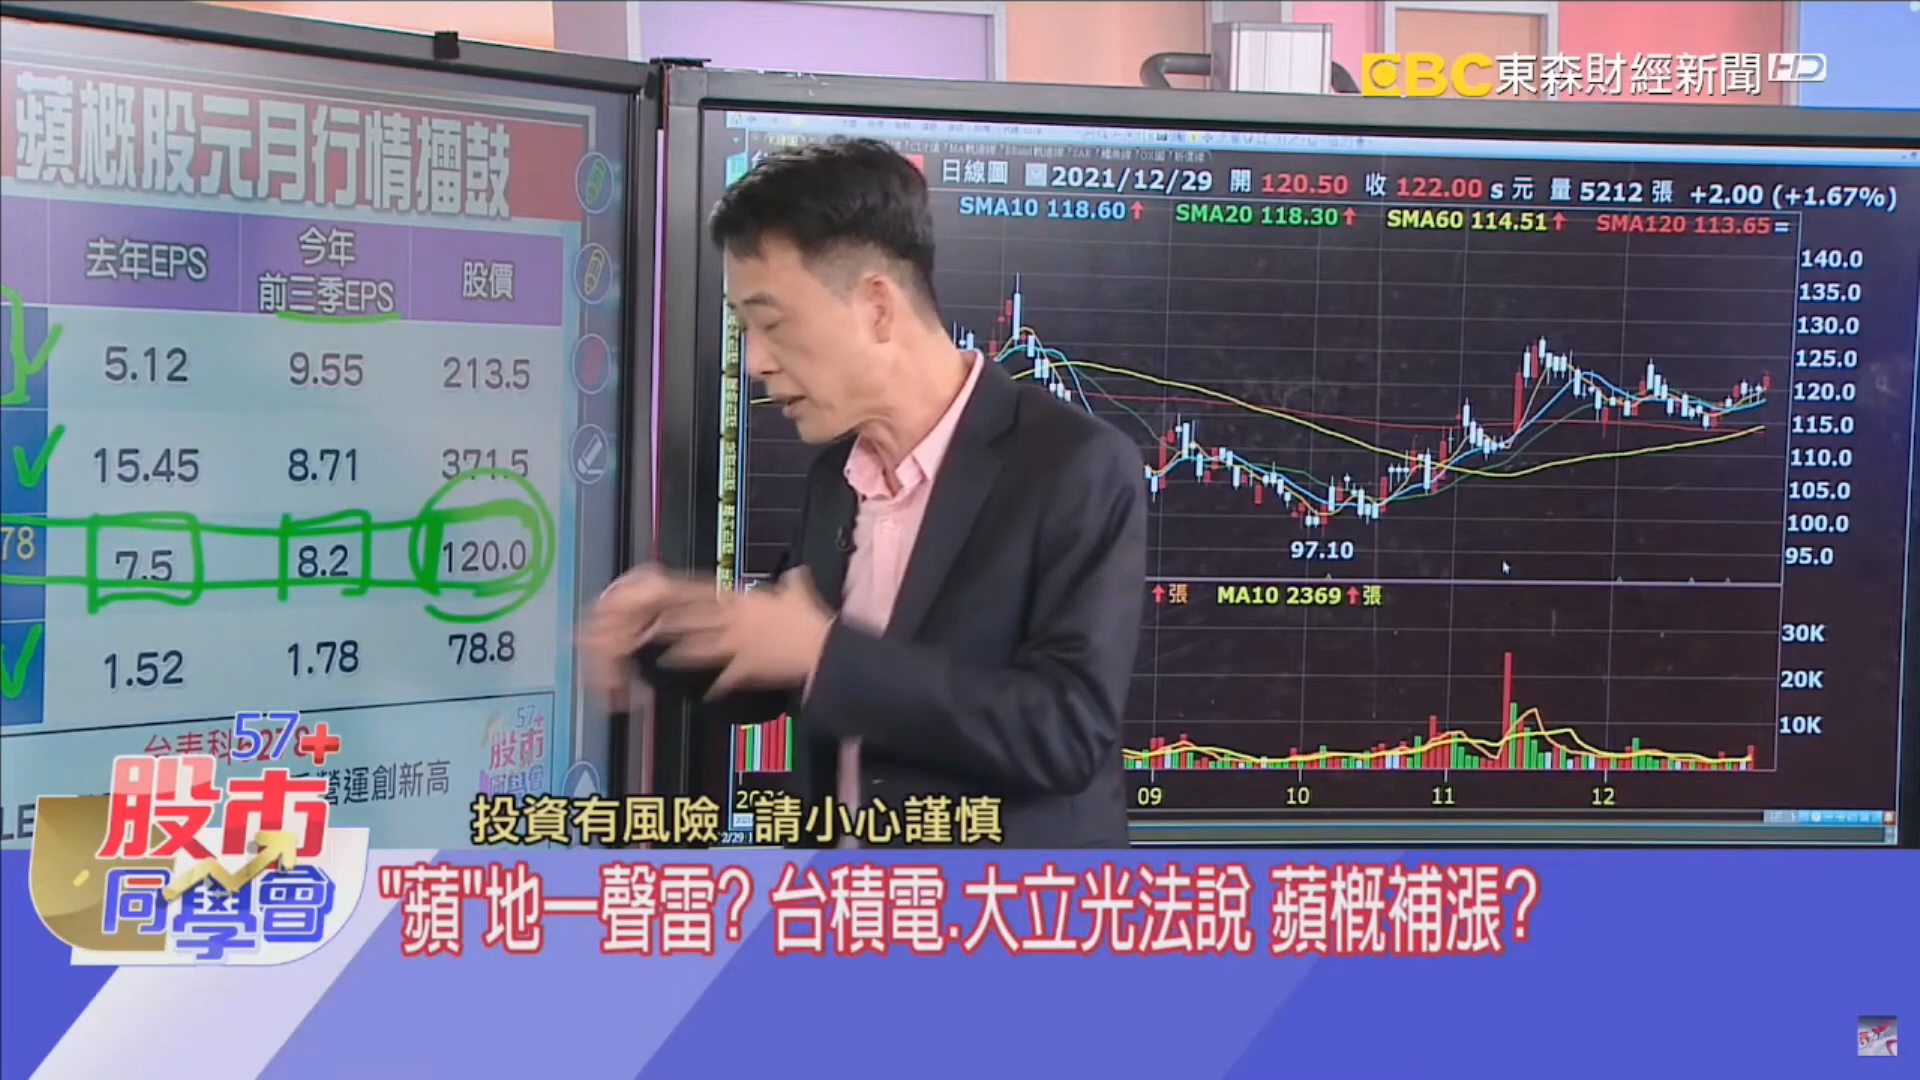 EBC東森財經新聞HD
蘋概股元月行情擂鼓
去年EPS
今年
前三季EPS
股價
5.12 9.55 213.5
15.45 8.71 371.5
78 7.5 8.2 120.0
1.52 1.78 78.8
營運創新高
日線圖 2021/12/29 開 120.50 收 122.00 s 元 量 5212 張 +2.00 (+1.67%)
SMA10 118.60↑ SMA20 118.30↑ SMA60 114.51↑ SMA120 113.65=
140.0
135.0
130.0
125.0
120.0
115.0
110.0
105.0
100.0
95.0
97.10
↑張 MA10 2369↑張
30K
20K
10K
09 10 11 12
57+
股市
同學會
投資有風險 請小心謹慎
"蘋"地一聲雷? 台積電.大立光法說 蘋概補漲?